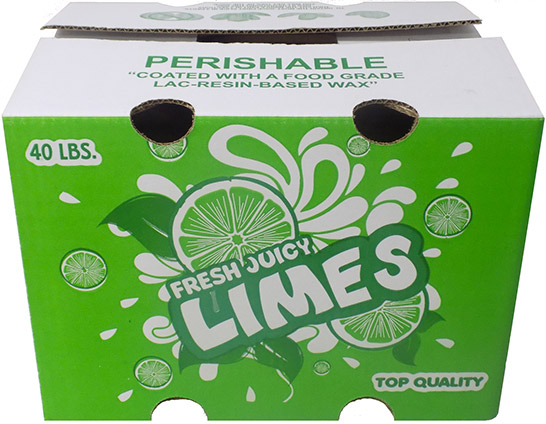 PERISHABLE
"COATED WITH A FOOD GRADE
LAC-RESIN-BASED WAX"
40 LBS.
FRESH JUICY
LIMES
TOP QUALITY